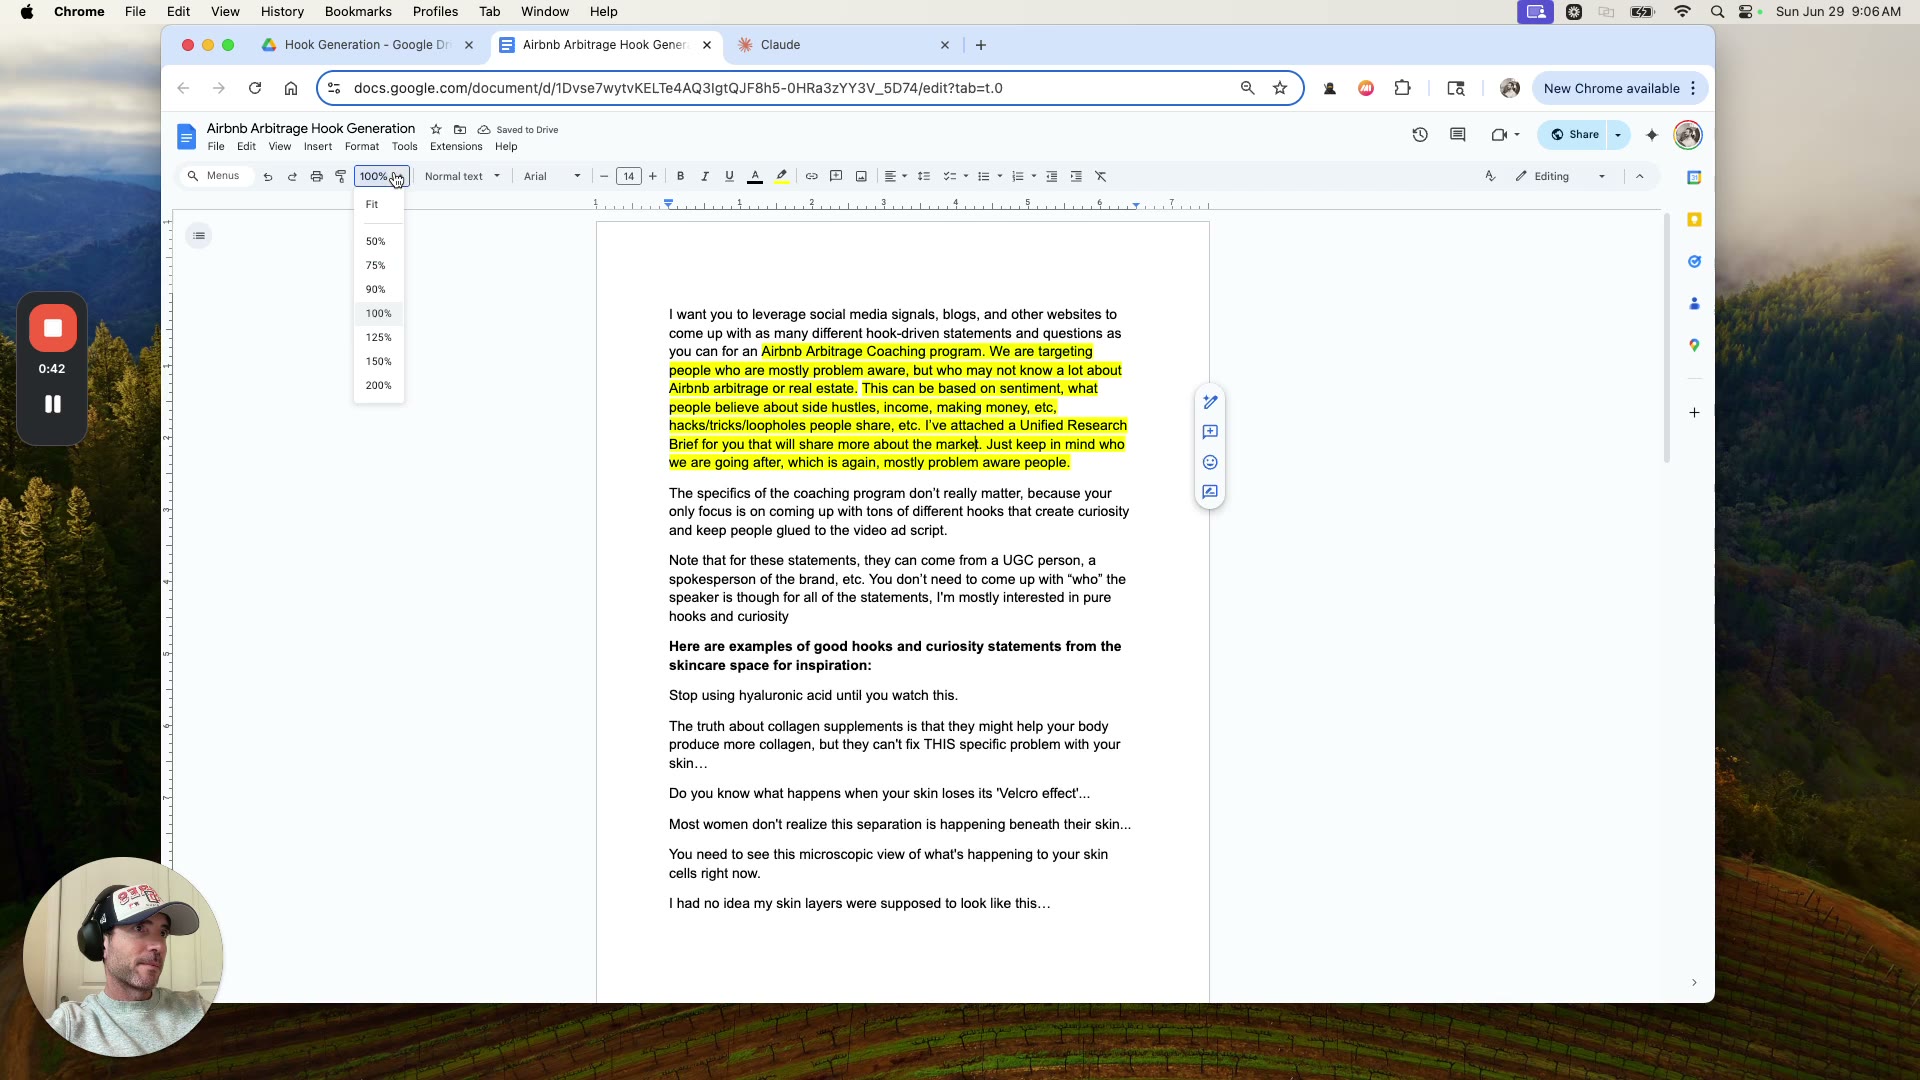 Chrome File Edit View History Bookmarks Profiles Tab Window Help Sun Jun 29 9:06 AM
Hook Generation - Google Dri Airbnb Arbitrage Hook Gener Claude
docs.google.com/document/d/1Dvse7wytvKELTe4AQ3IgtQJF8h5-0HRa3zYY3V_5D74/edit?tab=t.0 New Chrome available
Airbnb Arbitrage Hook Generation Saved to Drive
File Edit View Insert Format Tools Extensions Help
Share
Menus 100% Normal text Arial 14 B I U A Editing
1 1 2 3 4 5 6 7
Fit
50%
75%
90%
100%
125%
150%
200%
0:42
I want you to leverage social media signals, blogs, and other websites to
come up with as many different hook-driven statements and questions as
you can for an Airbnb Arbitrage Coaching program. We are targeting
people who are mostly problem aware, but who may not know a lot about
Airbnb arbitrage or real estate. This can be based on sentiment, what
people believe about side hustles, income, making money, etc,
hacks/tricks/loopholes people share, etc. I’ve attached a Unified Research
Brief for you that will share more about the market. Just keep in mind who
we are going after, which is again, mostly problem aware people.
The specifics of the coaching program don’t really matter, because your
only focus is on coming up with tons of different hooks that create curiosity
and keep people glued to the video ad script.
Note that for these statements, they can come from a UGC person, a
spokesperson of the brand, etc. You don’t need to come up with “who” the
speaker is though for all of the statements, I'm mostly interested in pure
hooks and curiosity
Here are examples of good hooks and curiosity statements from the
skincare space for inspiration:
Stop using hyaluronic acid until you watch this.
The truth about collagen supplements is that they might help your body
produce more collagen, but they can't fix THIS specific problem with your
skin…
Do you know what happens when your skin loses its 'Velcro effect'...
Most women don't realize this separation is happening beneath their skin...
You need to see this microscopic view of what's happening to your skin
cells right now.
I had no idea my skin layers were supposed to look like this…